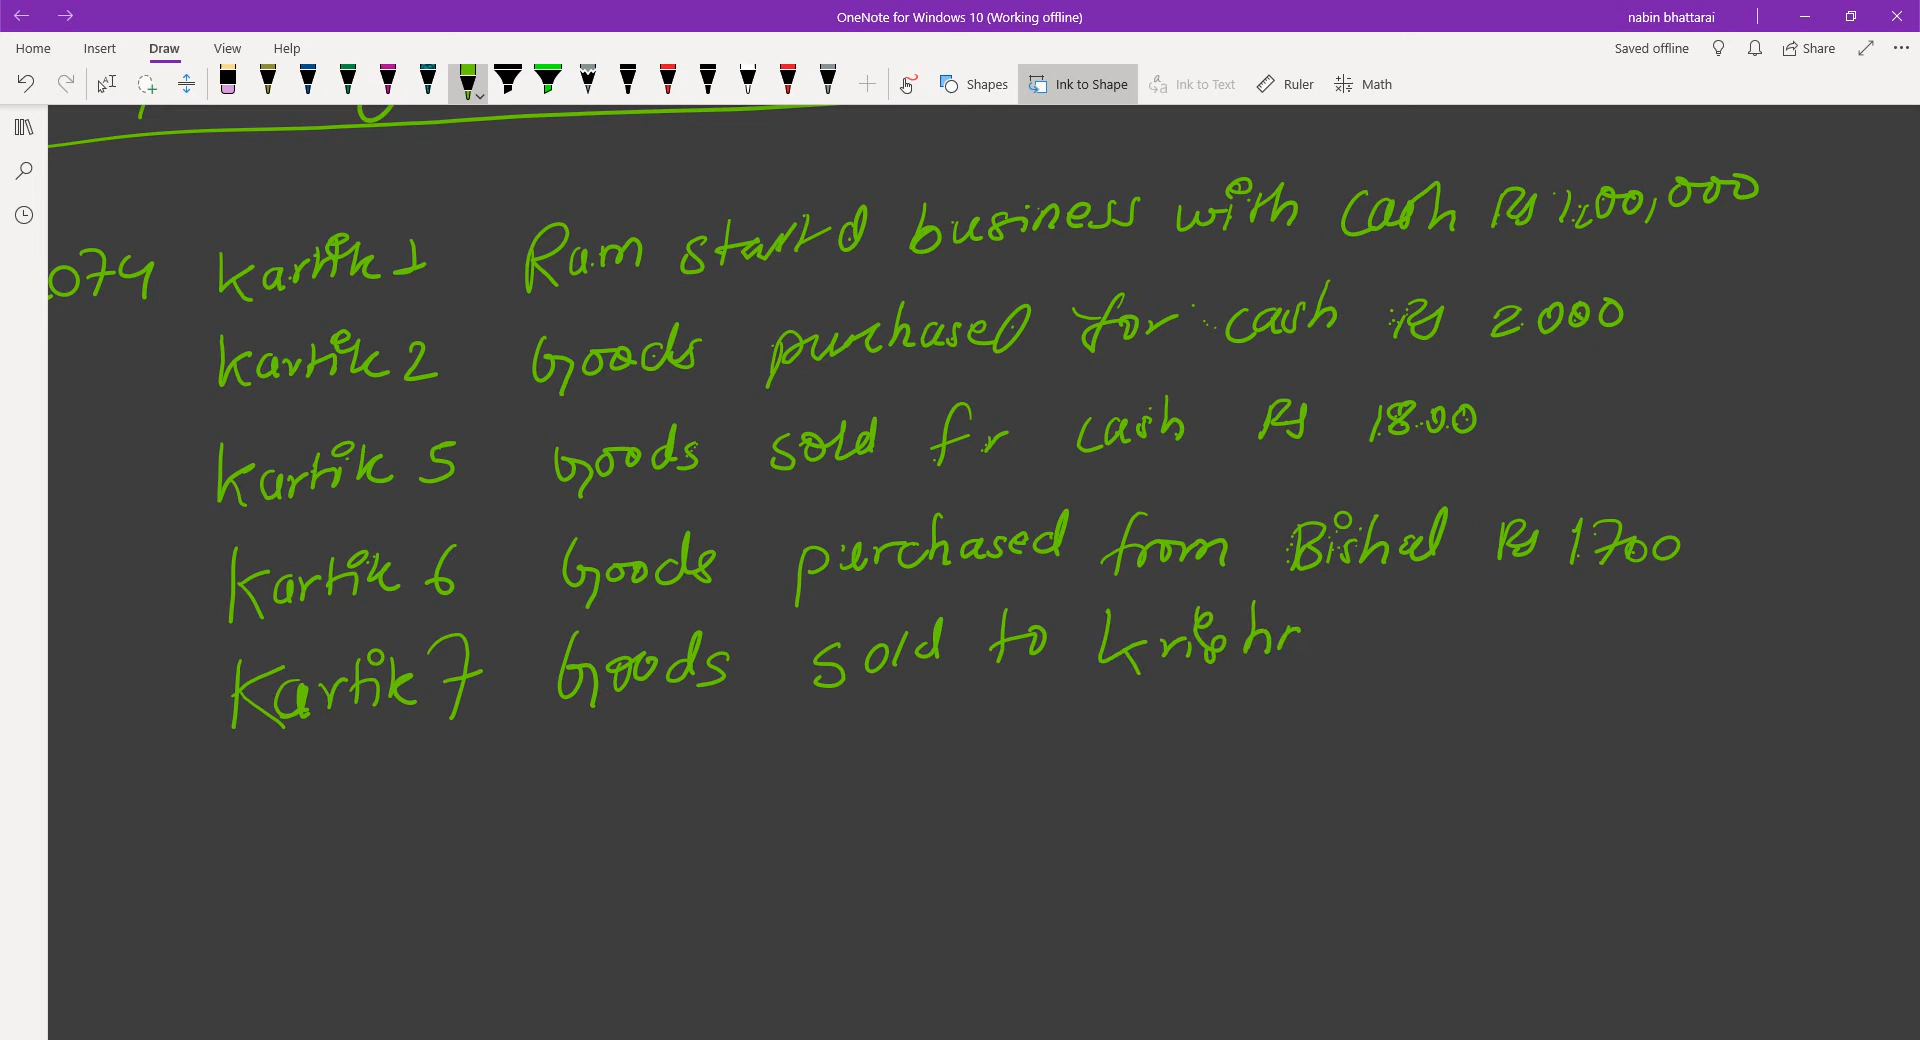 OneNote for Windows 10 (Working offline)
nabin bhattarai
Home Insert Draw View Help
Saved offline Share
Shapes Ink to Shape Ink to Text Ruler Math
074 Kartik 1 Ram startd business with cash Rs 1,00,000
Kartik 2 Goods purchased for cash Rs 2000
Kartik 5 Goods sold fr cash Rs 1800
Kartik 6 Goods purchased from Bishal Rs 1700
Kartik 7 Goods sold to